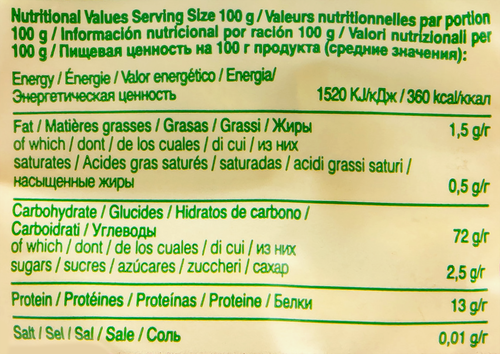 Nutritional Values Serving Size 100 g / Valeurs nutritionnelles par portion
100 g / Información nutricional por ración 100 g / Valori nutrizionali per
100 g / Пищевая ценность на 100 г продукта (средние значения):
Energy / Énergie / Valor energético / Energia/
Энергетическая ценность 1520 KJ/кДж / 360 kcal/ккал
Fat / Matières grasses / Grasas / Grassi / Жиры 1,5 g/г
of which / dont / de los cuales / di cui / из них
saturates / Acides gras saturés / saturadas / acidi grassi saturi /
насыщенные жиры 0,5 g/г
Carbohydrate / Glucides / Hidratos de carbono /
Carboidrati / Углеводы 72 g/г
of which / dont / de los cuales / di cui / из них
sugars / sucres / azúcares / zuccheri / сахар 2,5 g/г
Protein / Protéines / Proteínas / Proteine / Белки 13 g/г
Salt / Sel / Sal / Sale / Соль 0,01 g/г